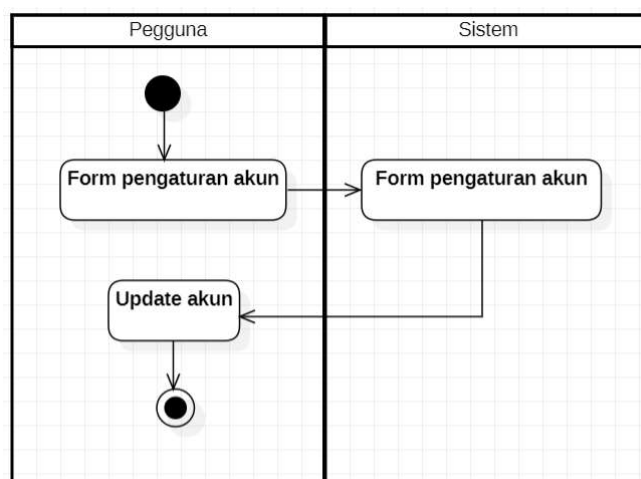 Pegguna
Sistem
Form pengaturan akun
Form pengaturan akun
Update akun